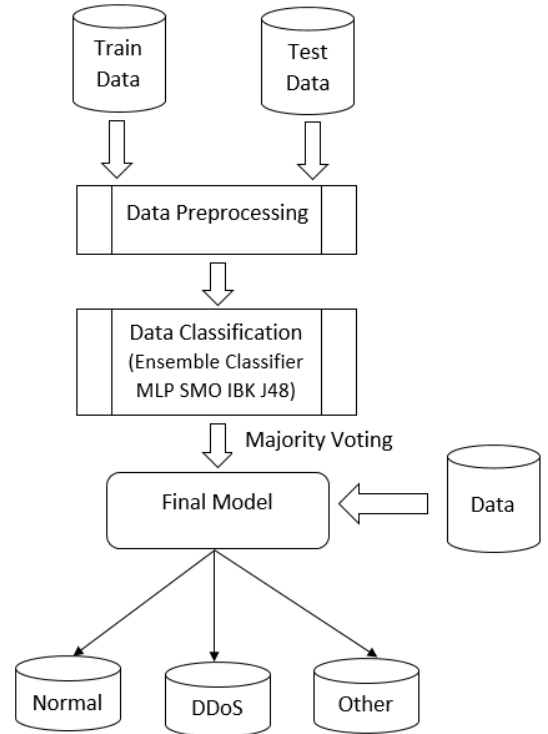 Train
Data
Test
Data
Data Preprocessing
Data Classification
(Ensemble Classifier
MLP SMO IBK J48)
Majority Voting
Final Model
Data
Normal
DDoS
Other